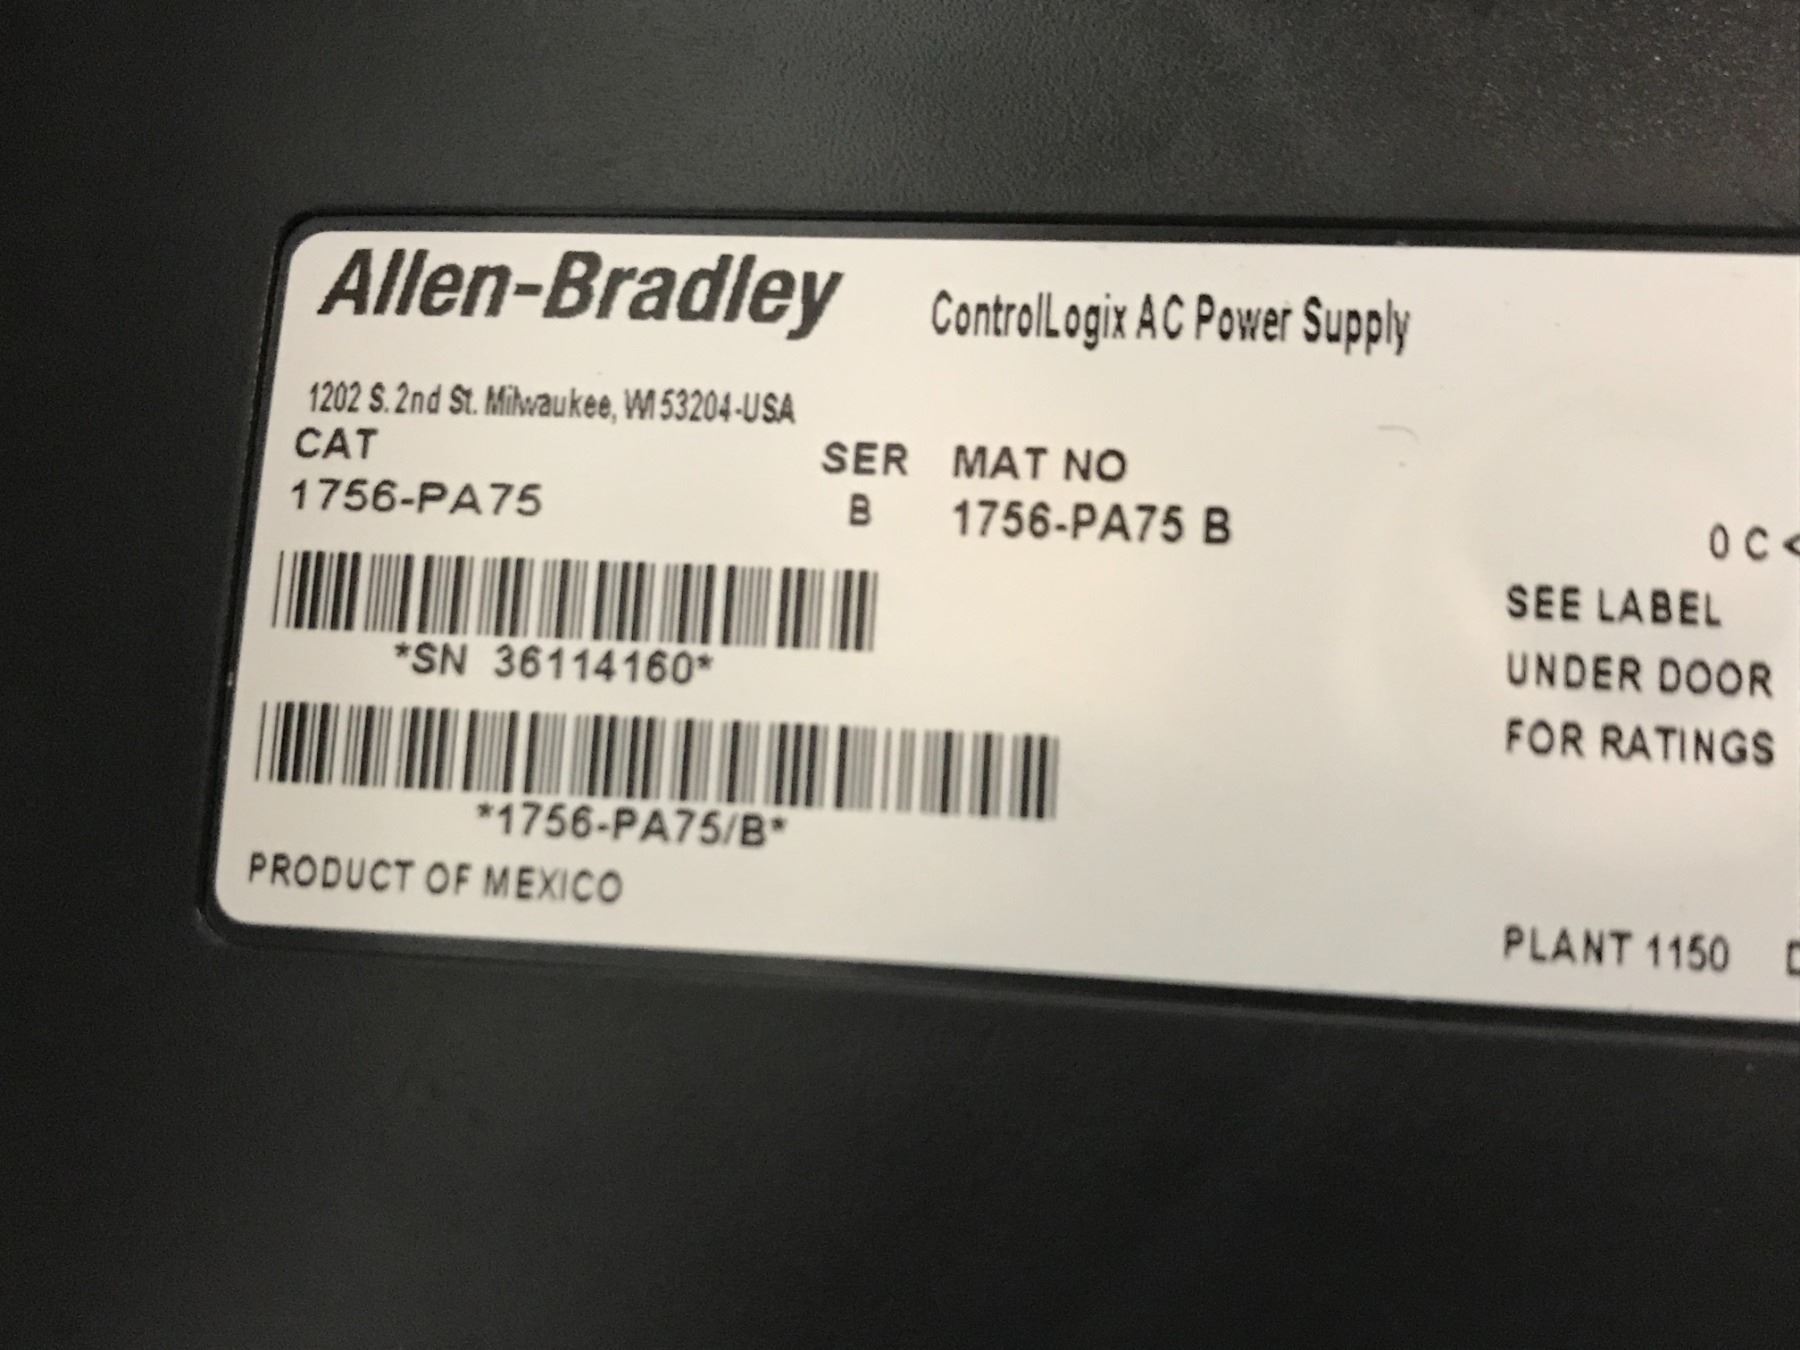 Allen-Bradley
ControlLogix AC Power Supply
1202 S. 2nd St. Milwaukee, WI 53204-USA
CAT
SER
MAT NO
1756-PA75
B
1756-PA75 B
0 C <
*SN 36114160*
SEE LABEL
UNDER DOOR
FOR RATINGS
*1756-PA75/B*
PRODUCT OF MEXICO
PLANT 1150